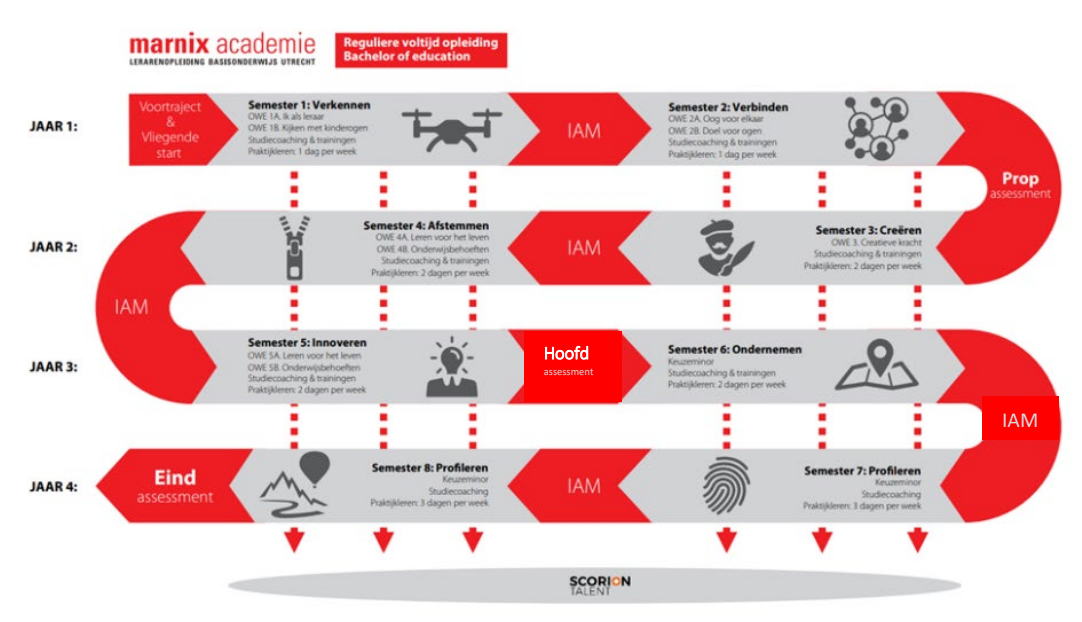 marnix academie
LERARENOPLEIDING BASISONDERWIJS UTRECHT
Reguliere voltijd opleiding
Bachelor of education
JAAR 1:
Voortraject
&
Vliegende
start
Semester 1: Verkennen
OWE 1A. Ik als leraar
OWE 1B. Kijken met kinderogen
Studiecoaching & trainingen
Praktijkleren: 1 dag per week
IAM
Semester 2: Verbinden
OWE 2A. Oog voor elkaar
OWE 2B. Doel voor ogen
Studiecoaching & trainingen
Praktijkleren: 1 dag per week
Prop
assessment
JAAR 2:
Semester 3: Creëren
OWE 3. Creatieve kracht
Studiecoaching & trainingen
Praktijkleren: 2 dagen per week
IAM
Semester 4: Afstemmen
OWE 4A. Leren voor het leven
OWE 4B. Onderwijsbehoeften
Studiecoaching & trainingen
Praktijkleren: 2 dagen per week
IAM
JAAR 3:
Semester 5: Innoveren
OWE 5A. Leren voor het leven
OWE 5B. Onderwijsbehoeften
Studiecoaching & trainingen
Praktijkleren: 2 dagen per week
Hoofd
assessment
Semester 6: Ondernemen
Keuzeminor
Studiecoaching & trainingen
Praktijkleren: 2 dagen per week
IAM
JAAR 4:
Semester 7: Profileren
Keuzeminor
Studiecoaching
Praktijkleren: 3 dagen per week
IAM
Semester 8: Profileren
Keuzeminor
Studiecoaching
Praktijkleren: 3 dagen per week
Eind
assessment
SCORION
TALENT